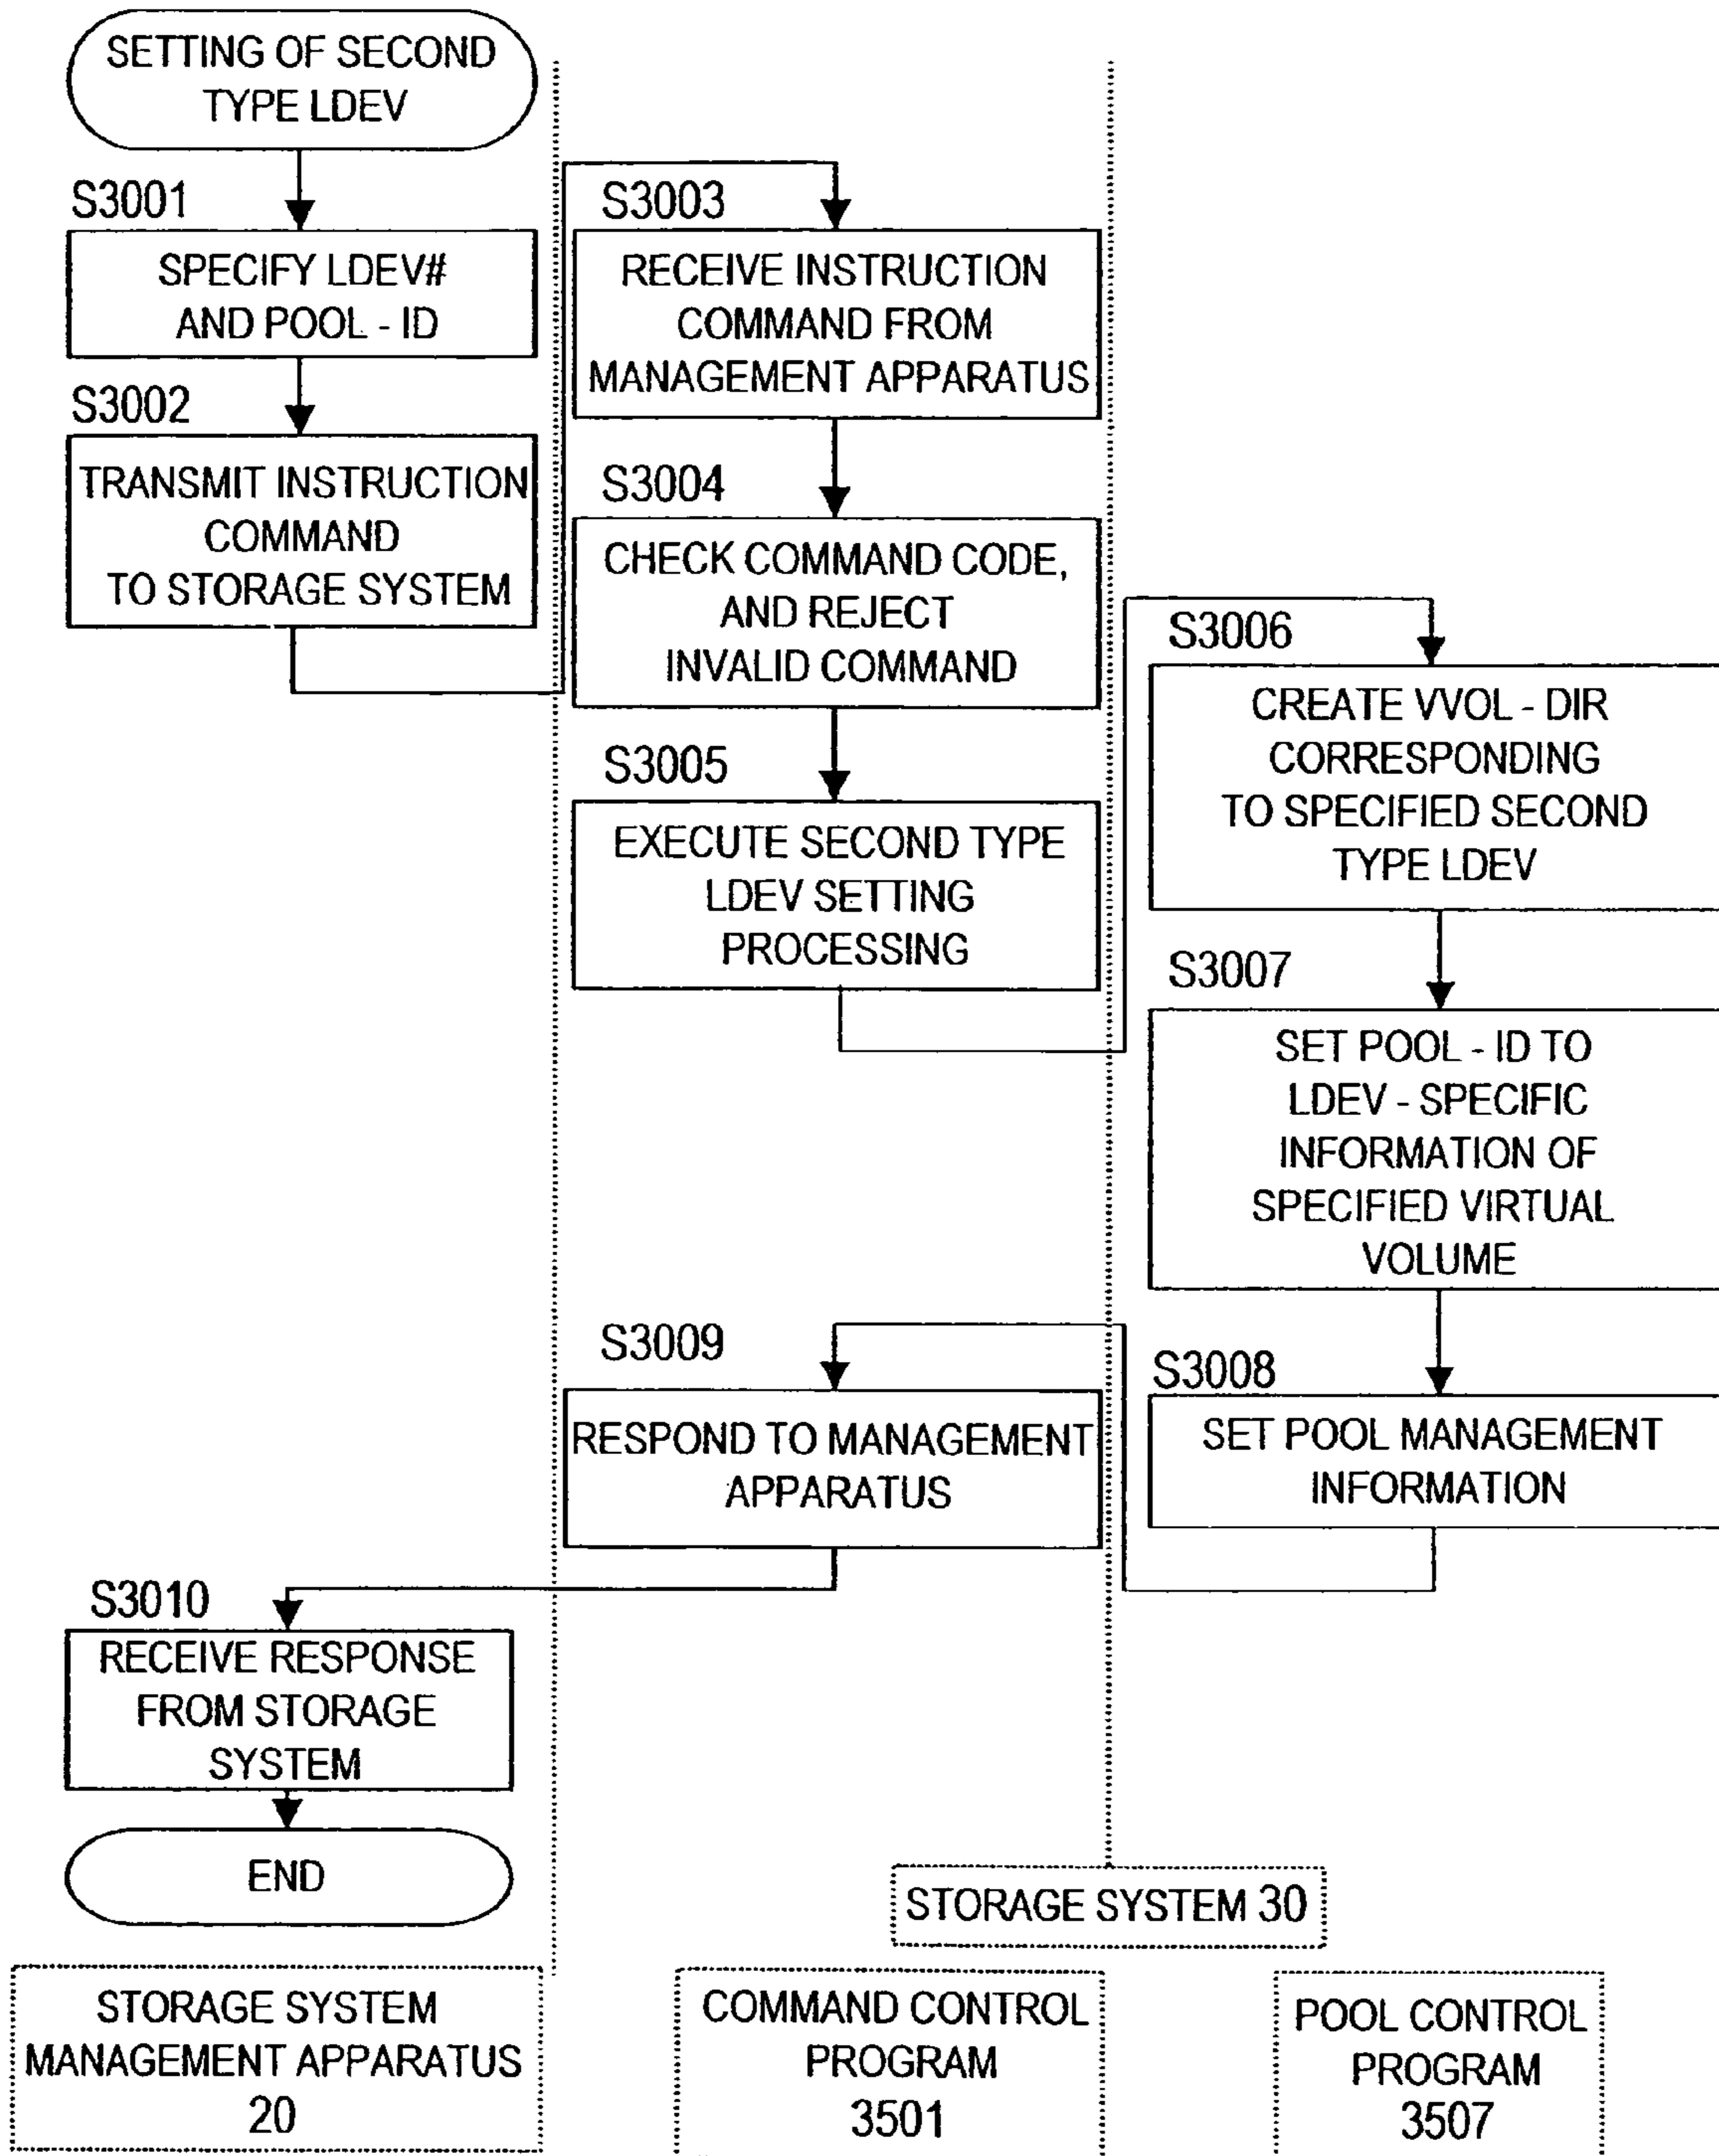 SETTING OF SECOND
TYPE LDEV
S3001
SPECIFY LDEV#
AND POOL - ID
S3002
TRANSMIT INSTRUCTION
COMMAND
TO STORAGE SYSTEM
S3003
RECEIVE INSTRUCTION
COMMAND FROM
MANAGEMENT APPARATUS
S3004
CHECK COMMAND CODE,
AND REJECT
INVALID COMMAND
S3005
EXECUTE SECOND TYPE
LDEV SETTING
PROCESSING
S3006
CREATE VVOL - DIR
CORRESPONDING
TO SPECIFIED SECOND
TYPE LDEV
S3007
SET POOL - ID TO
LDEV - SPECIFIC
INFORMATION OF
SPECIFIED VIRTUAL
VOLUME
S3008
SET POOL MANAGEMENT
INFORMATION
S3009
RESPOND TO MANAGEMENT
APPARATUS
S3010
RECEIVE RESPONSE
FROM STORAGE
SYSTEM
END
STORAGE SYSTEM 30
STORAGE SYSTEM
MANAGEMENT APPARATUS
20
COMMAND CONTROL
PROGRAM
3501
POOL CONTROL
PROGRAM
3507